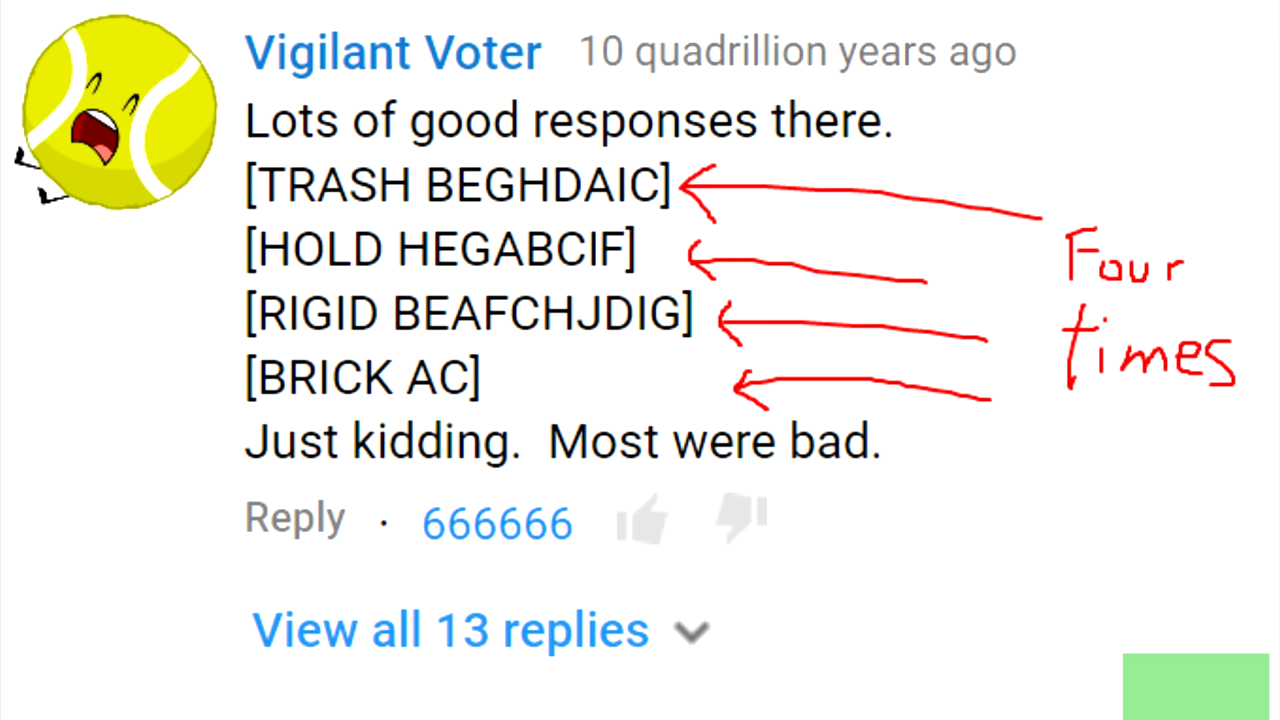 Vigilant Voter 10 quadrillion years ago
Lots of good responses there.
[TRASH BEGHDAIC]
[HOLD HEGABCIF]
[RIGID BEAFCHJDIG]
[BRICK AC]
Just kidding.  Most were bad.
Reply · 666666
View all 13 replies
Four
times